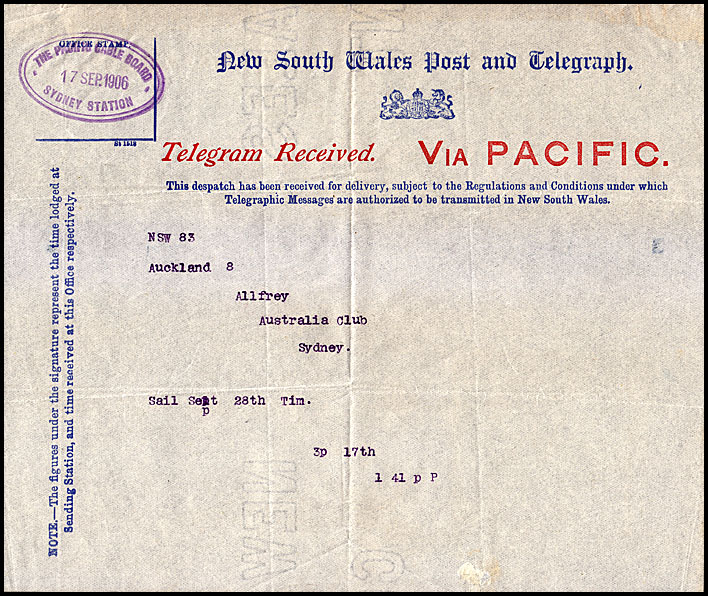 OFFICE STAMP.
THE PACIFIC CABLE BOARD
17 SEP. 1906
SYDNEY STATION
New South Wales Post and Telegraph.
Telegram Received. VIA PACIFIC.
This despatch has been received for delivery, subject to the Regulations and Conditions under which
Telegraphic Messages are authorized to be transmitted in New South Wales.
NOTE.—The figures under the signature represent the time lodged at
Sending Station, and time received at this Office respectively.
NSW 83
E
Auckland 8
Allfrey
Australia Club
Sydney.
Sail Sept 28th Tim.
3p 17th
1 41 p P